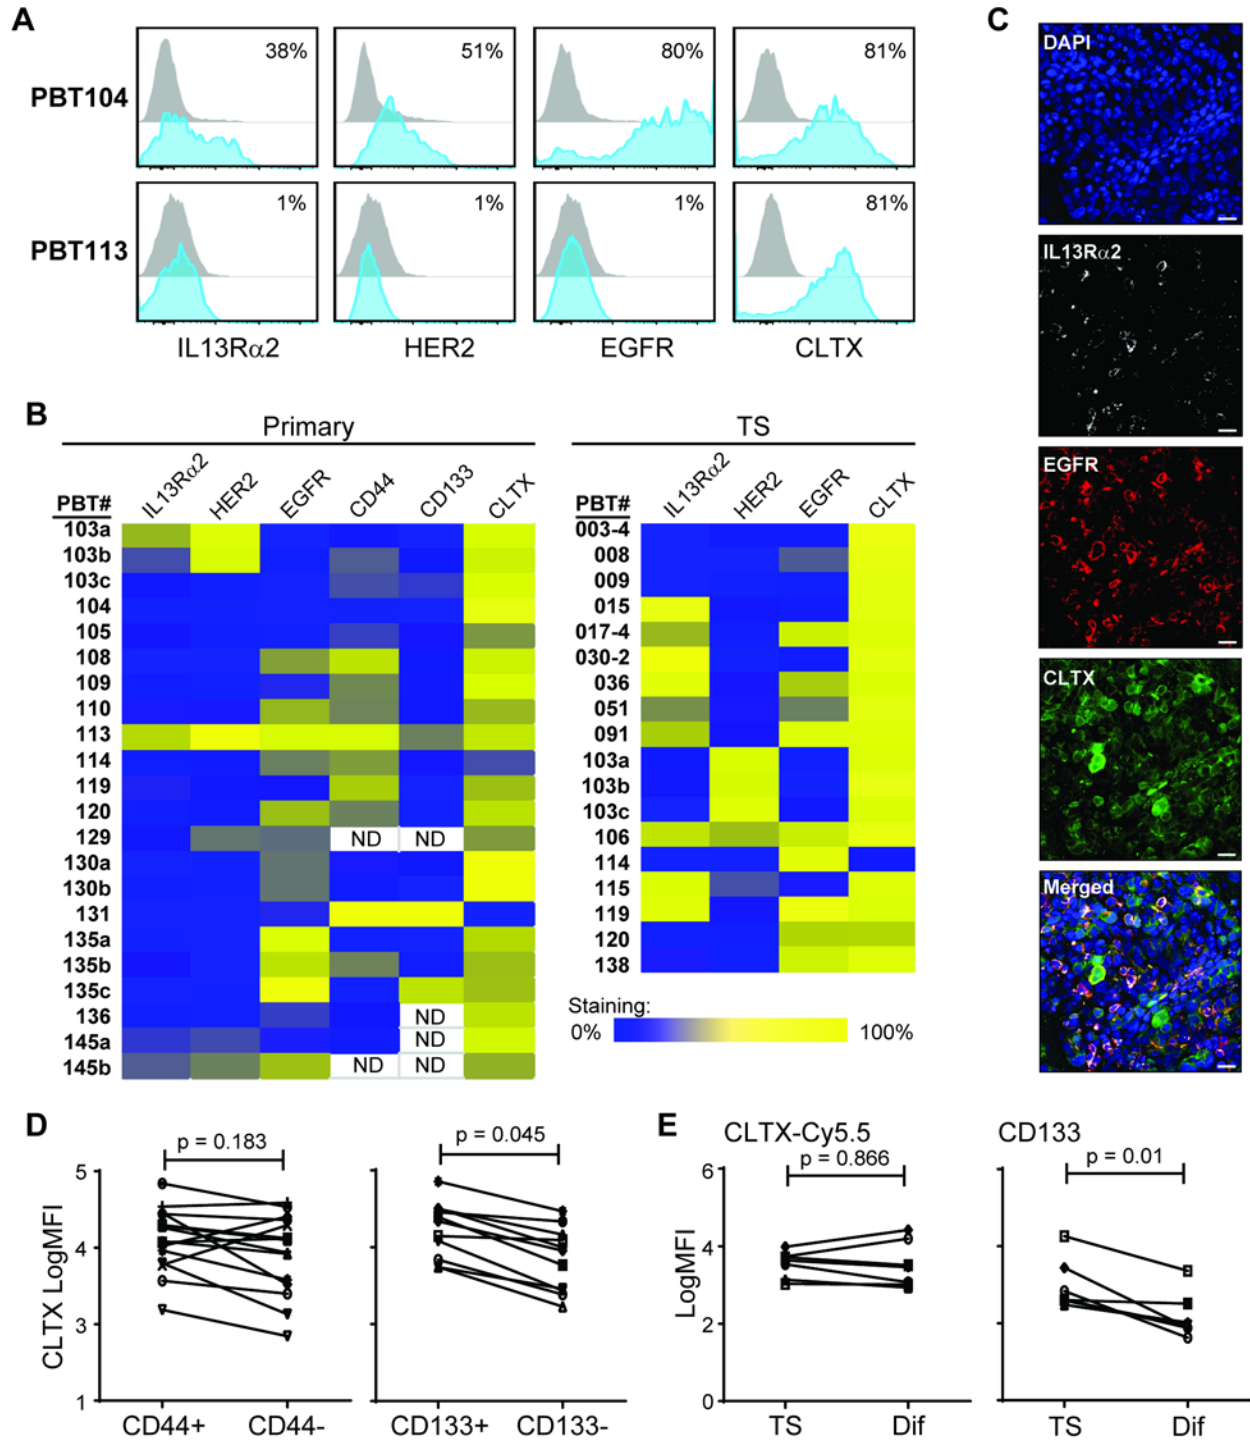 A
PBT104
38%
51%
80%
81%
PBT113
1%
1%
1%
81%
IL13Rα2 HER2 EGFR CLTX
B
Primary
PBT# IL13Rα2 HER2 EGFR CD44 CD133 CLTX
103a
103b
103c
104
105
108
109
110
113
114
119
120
129 ND ND
130a
130b
131
135a
135b
135c
136 ND
145a ND
145b ND ND
TS
PBT# IL13Rα2 HER2 EGFR CLTX
003-4
008
009
015
017-4
030-2
036
051
091
103a
103b
103c
106
114
115
119
120
138
Staining:
0% 100%
C
DAPI
IL13Rα2
EGFR
CLTX
Merged
D
p = 0.183
p = 0.045
CLTX LogMFI
5
4
3
1
CD44+ CD44-
CD133+ CD133-
E
CLTX-Cy5.5
p = 0.866
CD133
p = 0.01
LogMFI
6
4
2
0
TS Dif
TS Dif